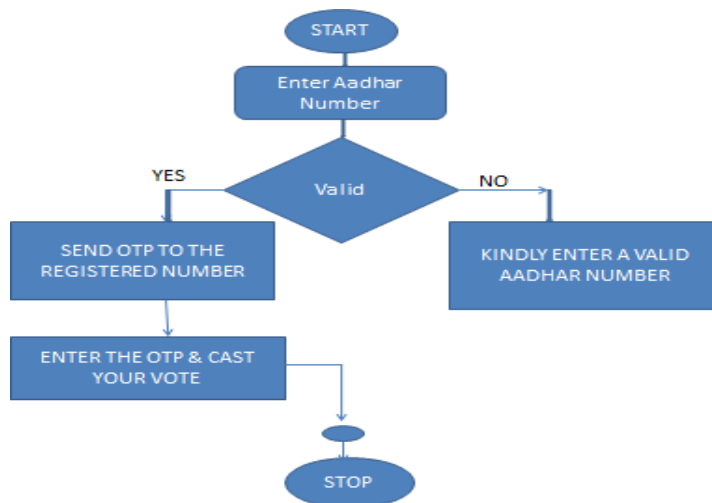 START
Enter Aadhar
Number
Valid
YES
NO
SEND OTP TO THE
REGISTERED NUMBER
KINDLY ENTER A VALID
AADHAR NUMBER
ENTER THE OTP & CAST
YOUR VOTE
STOP